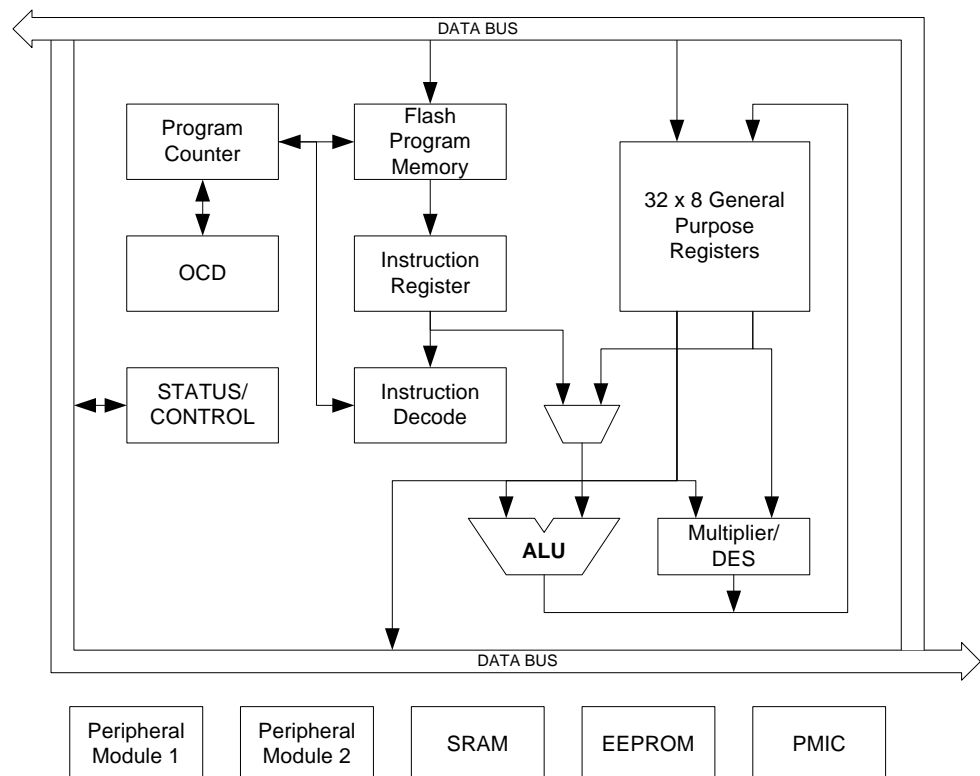 DATA BUS
Program
Counter
Flash
Program
Memory
32 x 8 General
Purpose
Registers
OCD
Instruction
Register
STATUS/
CONTROL
Instruction
Decode
ALU
Multiplier/
DES
DATA BUS
Peripheral
Module 1
Peripheral
Module 2
SRAM
EEPROM
PMIC